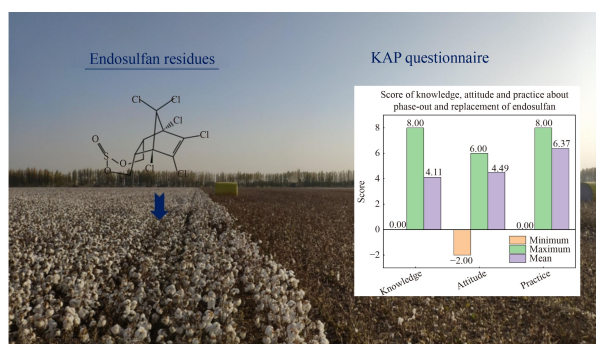 Endosulfan residues
KAP questionnaire
Cl
Cl
Cl
Cl
Cl
Cl
O
S
O
O
Score of knowledge, attitude and practice about
phase-out and replacement of endosulfan
Score
8
6
4
2
0
−2
0.00
8.00
4.11
−2.00
6.00
4.49
0.00
8.00
6.37
Minimum
Maximum
Mean
Knowledge
Attitude
Practice